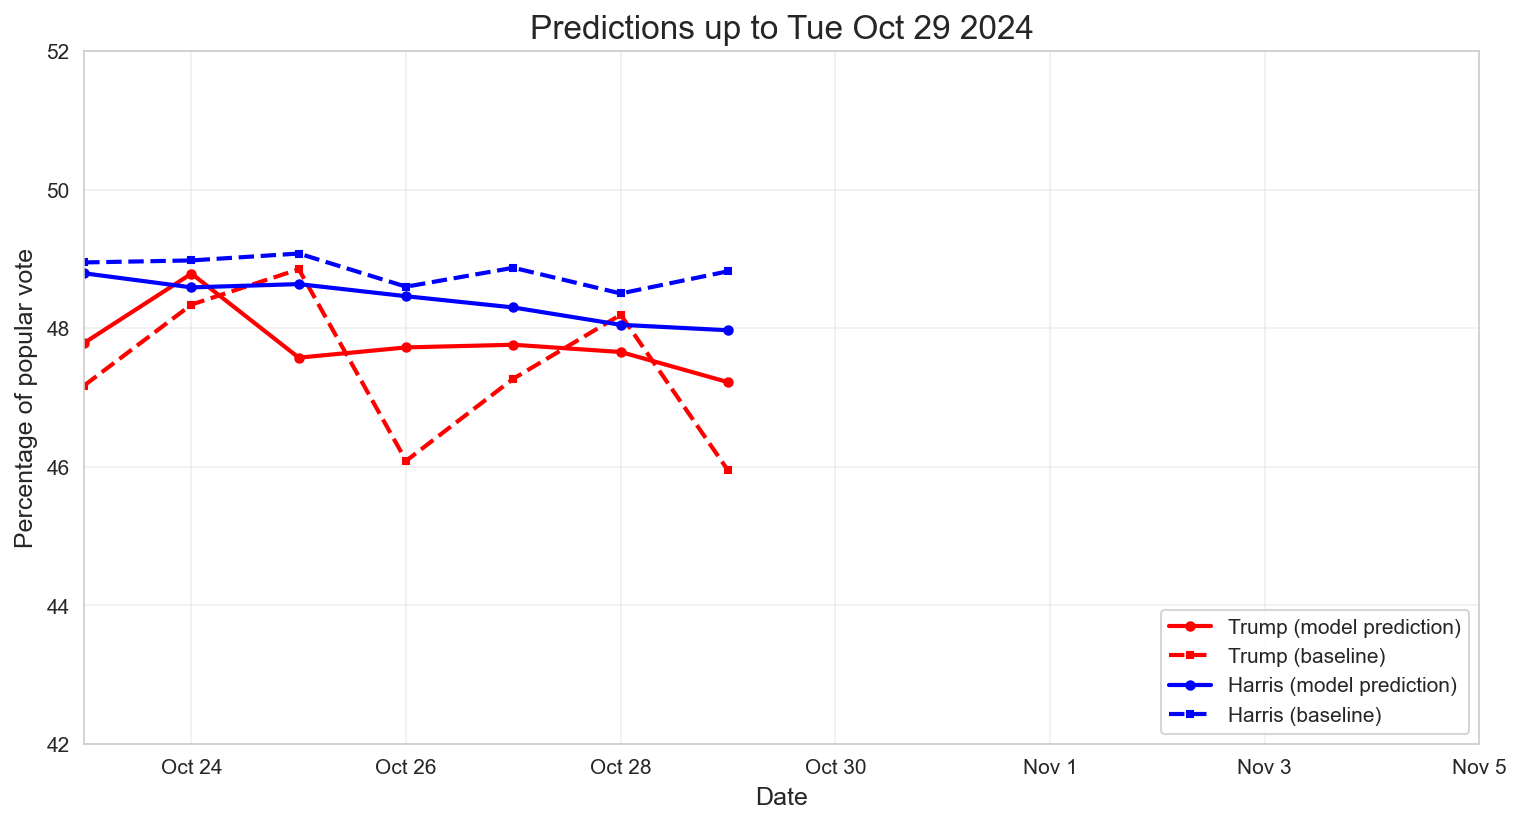 Predictions up to Tue Oct 29 2024
52
50
48
46
44
42
Percentage of popular vote
Trump (model prediction)
Trump (baseline)
Harris (model prediction)
Harris (baseline)
Oct 24 Oct 26 Oct 28 Oct 30 Nov 1 Nov 3 Nov 5
Date